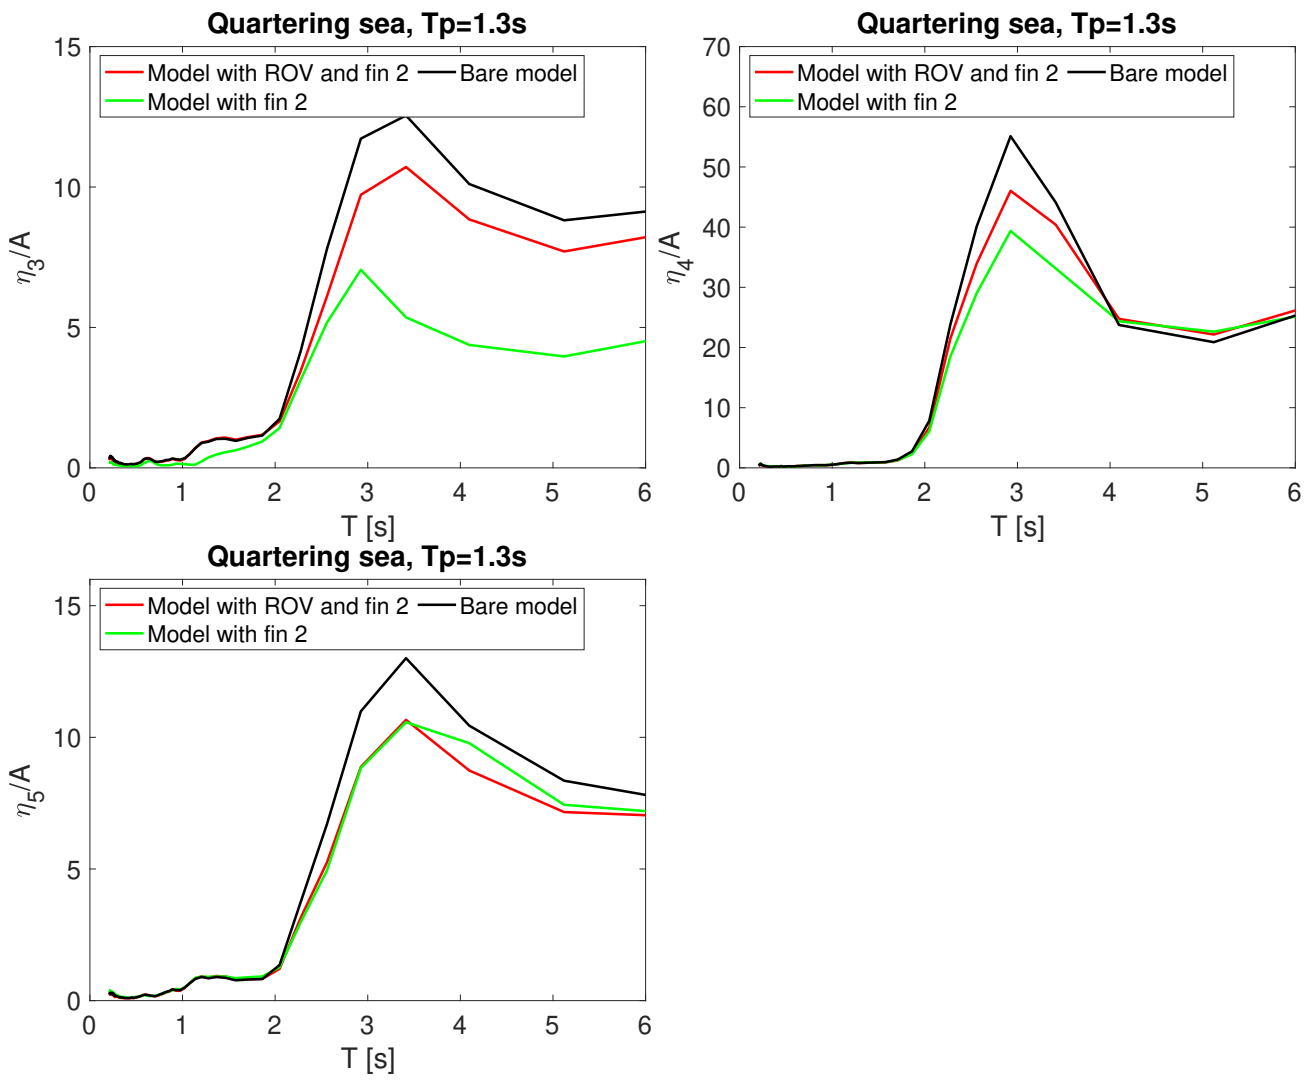 Quartering sea, Tp=1.3s
15
10
5
0
η3/A
Model with ROV and fin 2
Bare model
Model with fin 2
0 1 2 3 4 5 6
T [s]
Quartering sea, Tp=1.3s
70
60
50
40
30
20
10
0
η4/A
Model with ROV and fin 2
Bare model
Model with fin 2
0 1 2 3 4 5 6
T [s]
Quartering sea, Tp=1.3s
15
10
5
0
η5/A
Model with ROV and fin 2
Bare model
Model with fin 2
0 1 2 3 4 5 6
T [s]